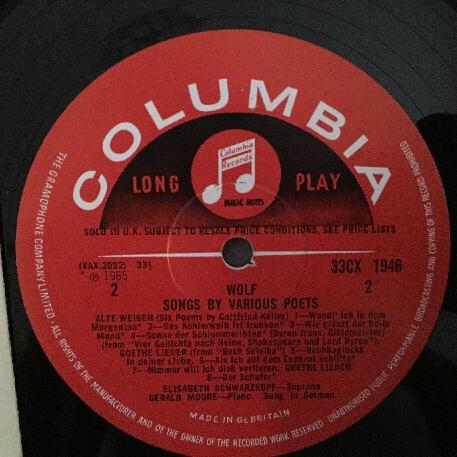 COLUMBIA
Columbia
Records
LONG PLAY
MAGIC NOTES
SOLD IN U.K. SUBJECT TO RESALE PRICE CONDITIONS, SEE PRICE LISTS
(XAX.2092) 33⅓ 33CX 1946
℗ 1965
2 WOLF 2
SONGS BY VARIOUS POETS
ALTE WEISEN (Six Poems by Gottfried Keller) 1—Wandl' ich in dem
Morgentau* 2—Das Kohlerweib ist trunken* 3—Wie glänzt der helle
Mond* 4—Sonne der Schlummerlosen* (Byron trans.
(from "Vier Gedichte nach Heine, Shakespeare und Lord Byron").
GOETHE LIEDER (from "Buch Suleika") 5—Hochbeglückt
in deiner Liebe. 6—Als ich auf dem Euphrat schiffte*
7—Nimmer will ich dich verlieren. GOETHE LIEDER
8—Der Schäfer*
ELISABETH SCHWARZKOPF—Soprano
GERALD MOORE—Piano. Sung in German
MADE IN Gt BRITAIN
THE GRAMOPHONE COMPANY LIMITED. ALL RIGHTS OF THE MANUFACTURER AND OF THE OWNER OF THE RECORDED WORK RESERVED. UNAUTHORISED PUBLIC PERFORMANCE BROADCASTING AND COPYING OF THIS RECORD PROHIBITED